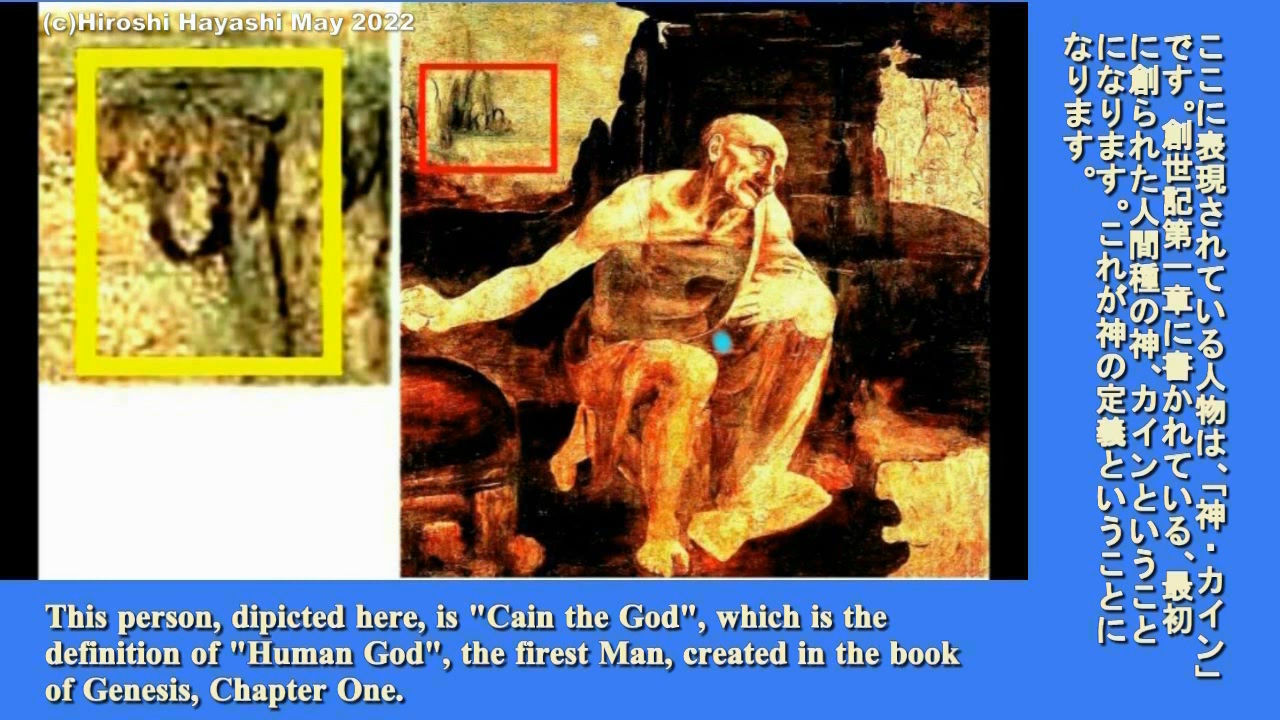 (c)Hiroshi Hayashi May 2022
ここに表現されている人物は、「神・カイン」
です。創世記第一章に書かれている、最初
に創られた人間種の神、カインということ
になります。これが神の定義ということに
なります。
This person, dipicted here, is "Cain the God", which is the
definition of "Human God", the firest Man, created in the book
of Genesis, Chapter One.